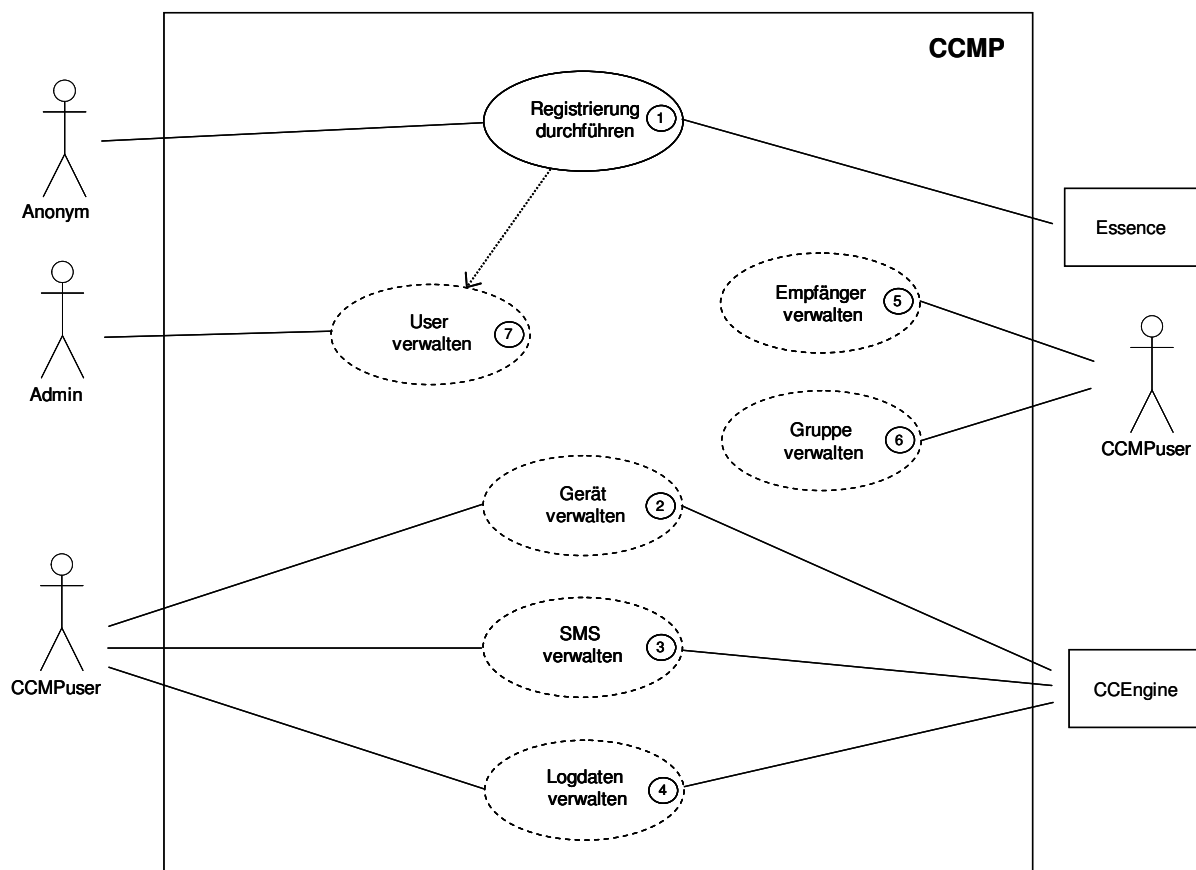 CCMP
Registrierung
durchführen
1
Anonym
Essence
Empfänger
verwalten
5
User
verwalten
7
Admin
Gruppe
verwalten
6
CCMPuser
Gerät
verwalten
2
SMS
verwalten
3
CCMPuser
CCEngine
Logdaten
verwalten
4